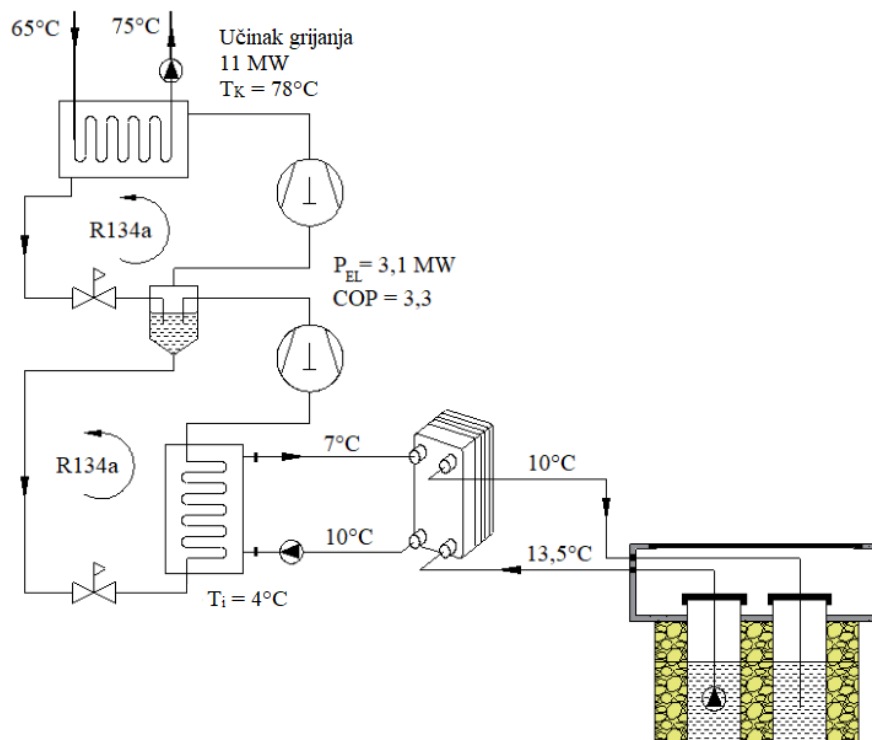 65°C
75°C
Učinak grijanja
11 MW
TK = 78°C
R134a
PEL= 3,1 MW
COP = 3,3
R134a
7°C
10°C
10°C
13,5°C
Ti = 4°C